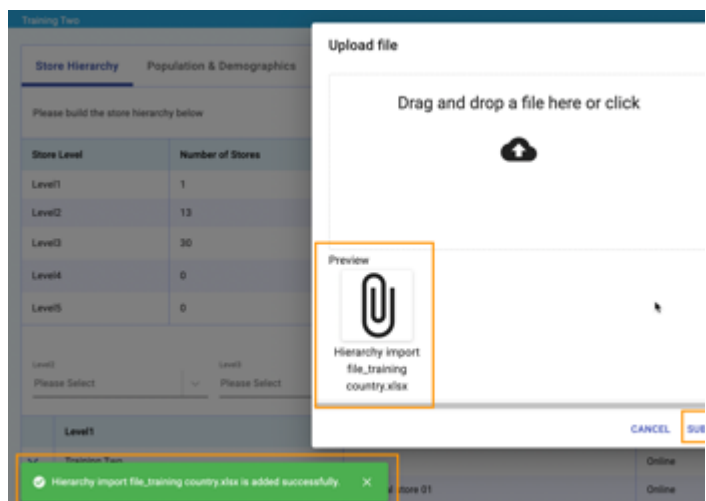 Training Two
Store Hierarchy Population & Demographics
Please build the store hierarchy below
Store Level Number of Stores
Level1 1
Level2 13
Level3 30
Level4 0
Level5 0
Level2 Level3
Please Select Please Select
Level1
Training Two Online
store 01 Online
Upload file
Drag and drop a file here or click
Preview
Hierarchy import
file_training
country.xlsx
CANCEL SUB
Hierarchy import file_training country.xlsx is added successfully.